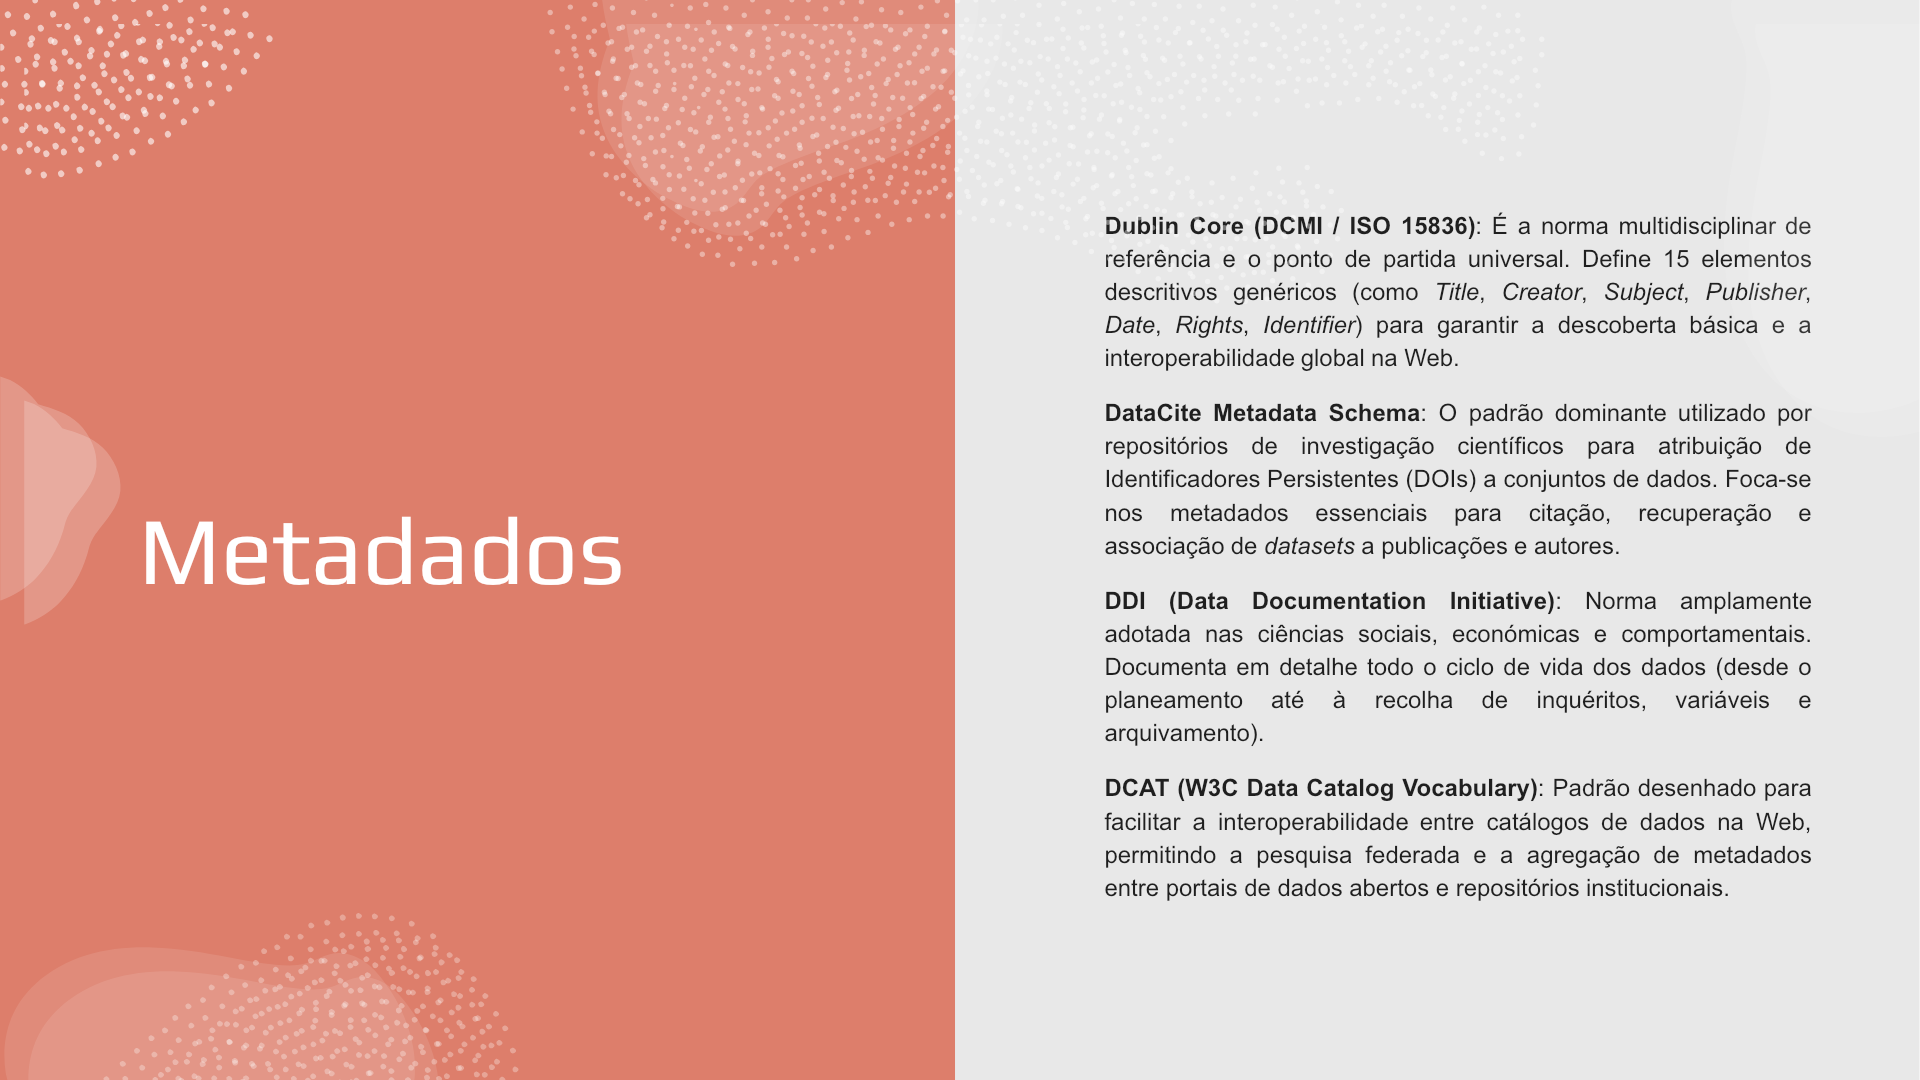 Metadados
Dublin Core (DCMI / ISO 15836): É a norma multidisciplinar de
referência e o ponto de partida universal. Define 15 elementos
descritivos genéricos (como Title, Creator, Subject, Publisher,
Date, Rights, Identifier) para garantir a descoberta básica e a
interoperabilidade global na Web.
DataCite Metadata Schema: O padrão dominante utilizado por
repositórios de investigação científicos para atribuição de
Identificadores Persistentes (DOIs) a conjuntos de dados. Foca-se
nos metadados essenciais para citação, recuperação e
associação de datasets a publicações e autores.
DDI (Data Documentation Initiative): Norma amplamente
adotada nas ciências sociais, económicas e comportamentais.
Documenta em detalhe todo o ciclo de vida dos dados (desde o
planeamento até à recolha de inquéritos, variáveis e
arquivamento).
DCAT (W3C Data Catalog Vocabulary): Padrão desenhado para
facilitar a interoperabilidade entre catálogos de dados na Web,
permitindo a pesquisa federada e a agregação de metadados
entre portais de dados abertos e repositórios institucionais.